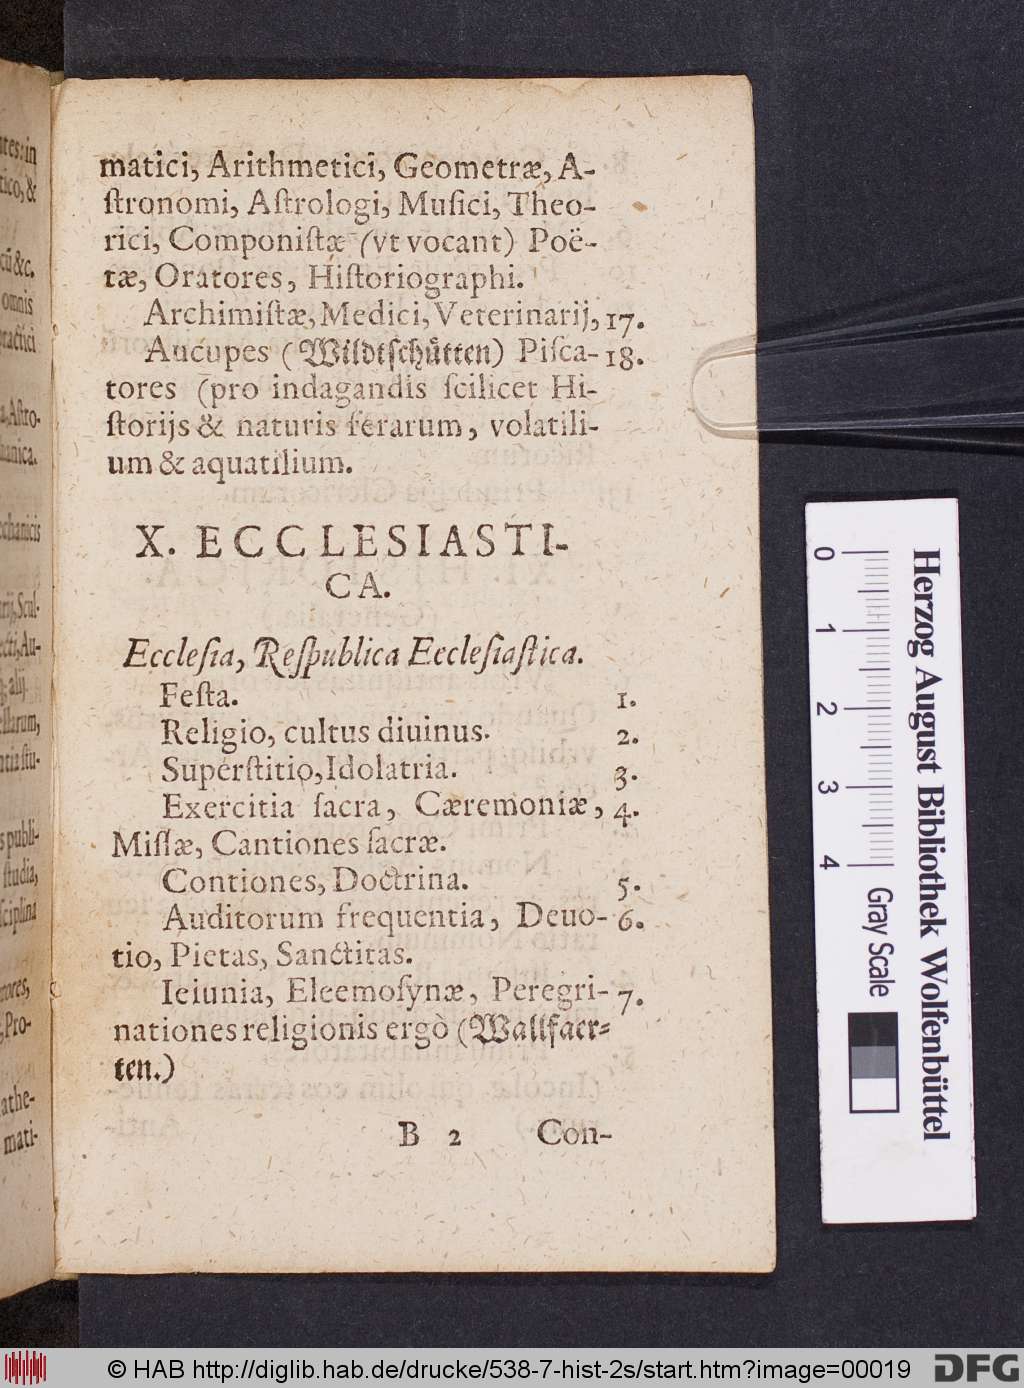 matici, Arithmetici, Geometræ, A-
ſtronomi, Aſtrologi, Muſici, Theo-
rici, Componiſtæ (vt vocant) Poë-
tæ, Oratores, Hiſtoriographi.
Archimiſtæ, Medici, Veterinarij, 17.
Aucupes (Wildtſchütten) Piſca- 18.
tores (pro indagandis ſcilicet Hi-
ſtorijs & naturis ferarum, volatili-
um & aquatilium.
X. ECCLESIASTI-
CA.
Eccleſia, Reſpublica Eccleſiaſtica.
Feſta. 1.
Religio, cultus diuinus. 2.
Superſtitio, Idolatria. 3.
Exercitia ſacra, Cæremoniæ, 4.
Miſſæ, Cantiones ſacræ.
Contiones, Doctrina. 5.
Auditorum frequentia, Deuo- 6.
tio, Pietas, Sanctitas.
Ieiunia, Eleemoſynæ, Peregri- 7.
nationes religionis ergò (Wallfaer-
ten.)
B 2 Con-
Herzog August Bibliothek Wolfenbüttel
0 1 2 3 4 Gray Scale
© HAB http://diglib.hab.de/drucke/538-7-hist-2s/start.htm?image=00019
DFG